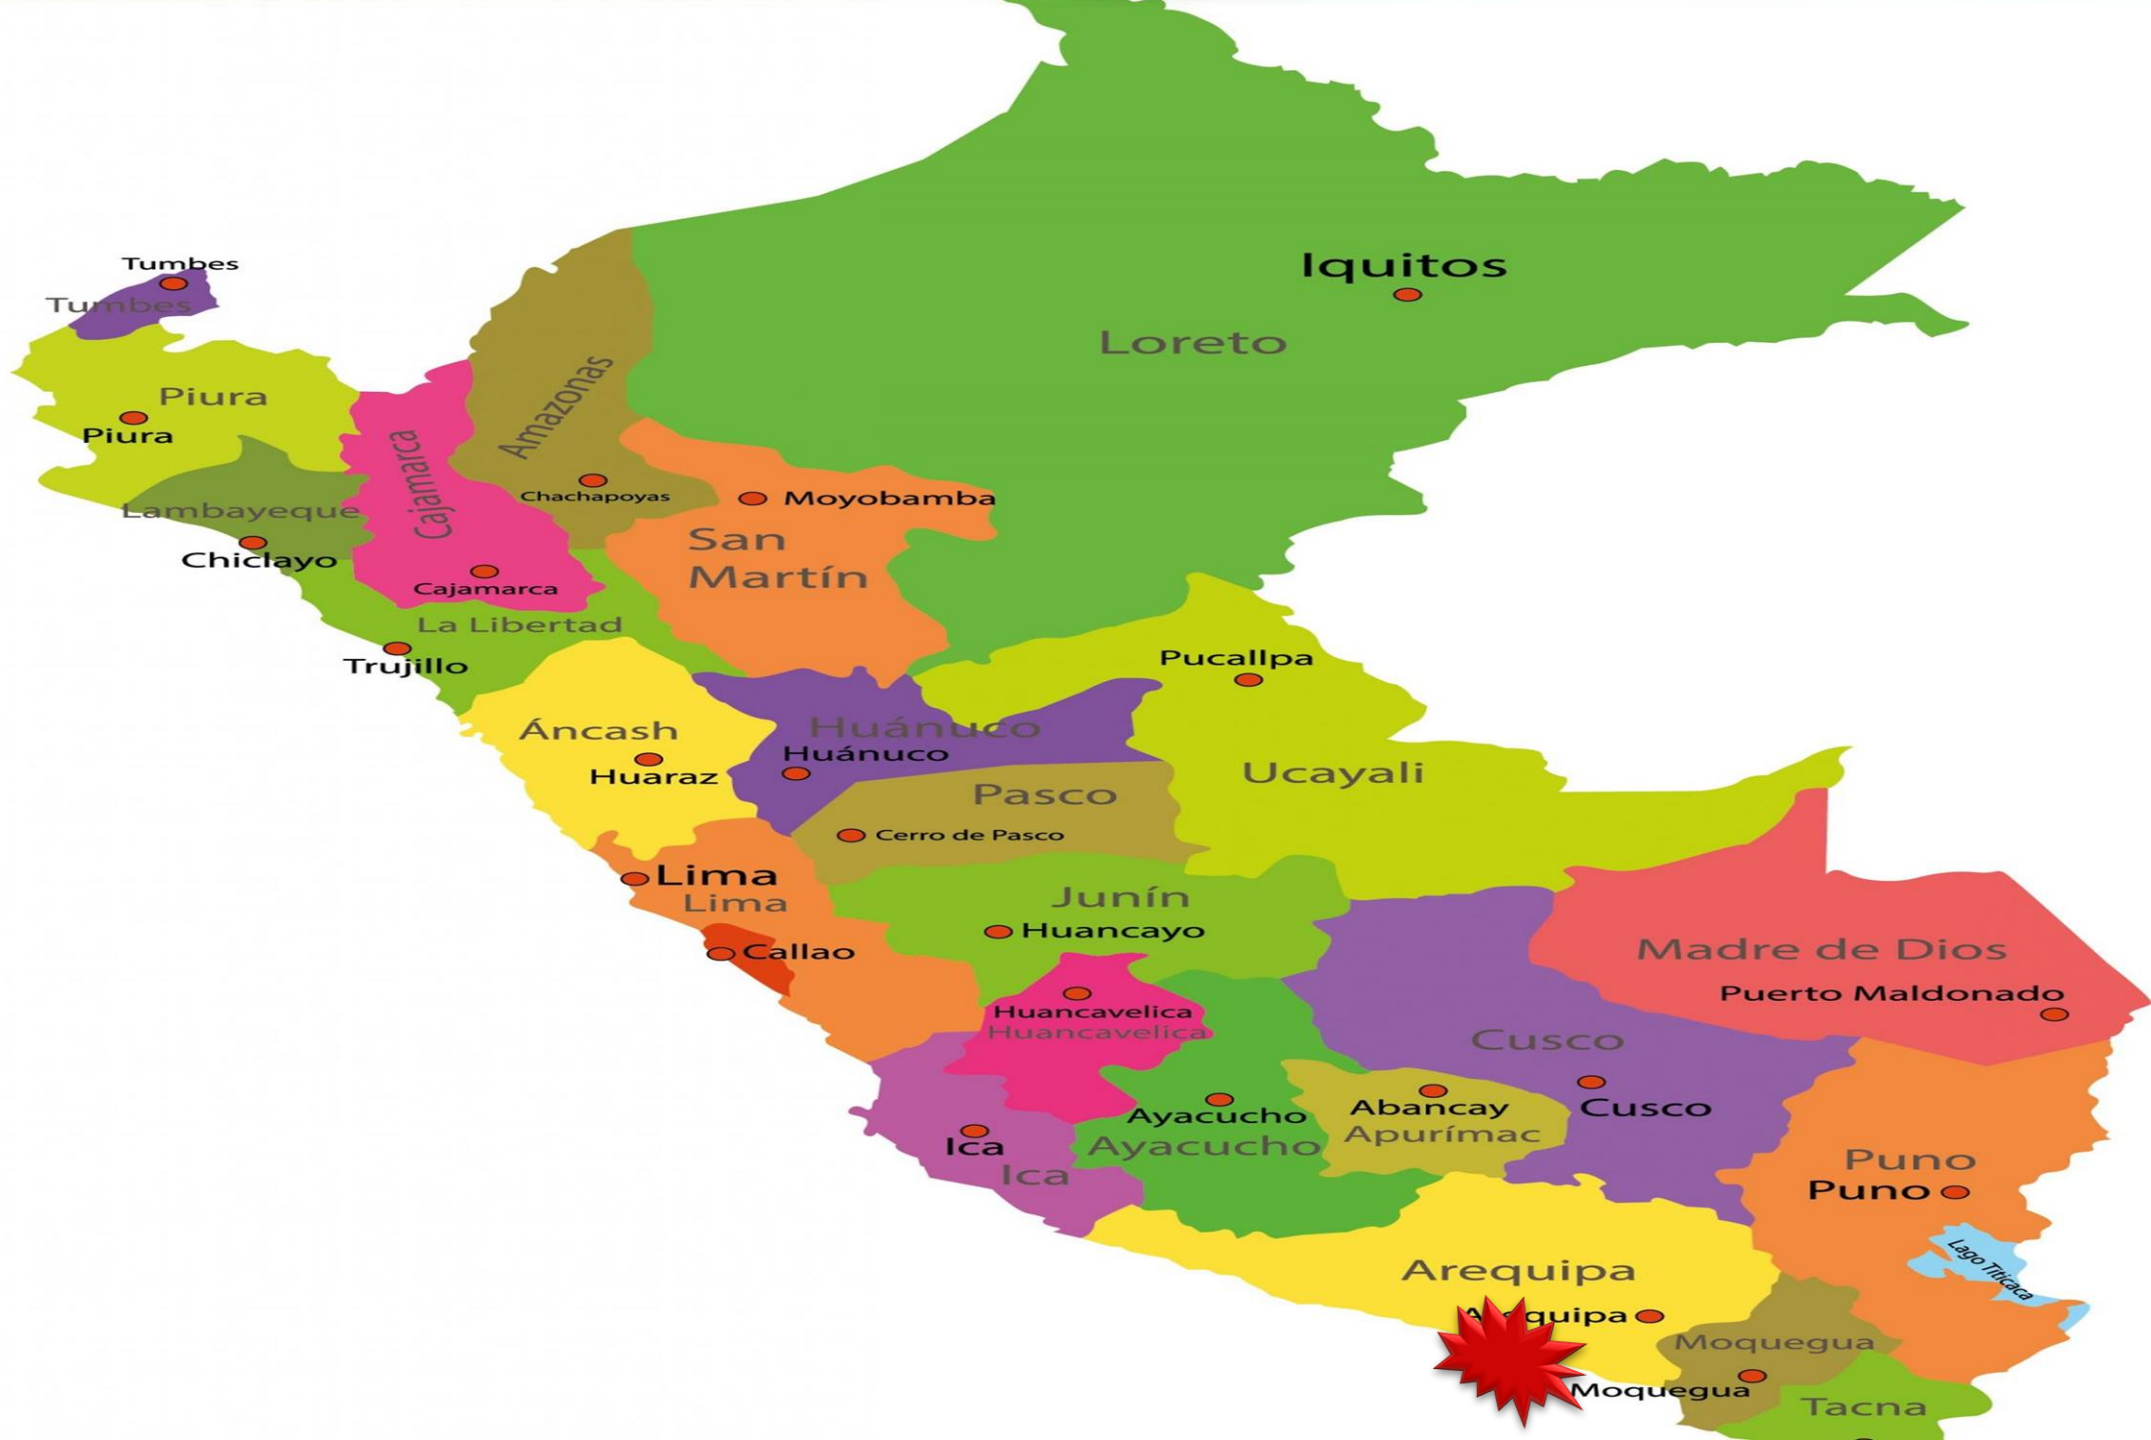 Iquitos
Loreto
Tumbes
Tumbes
Piura
Piura
Amazonas
Cajamarca
Lambayeque
Chachapoyas
Moyobamba
San
Martín
Chiclayo
Cajamarca
La Libertad
Trujillo
Pucallpa
Áncash
Huánuco
Huánuco
Huaraz
Ucayali
Pasco
Cerro de Pasco
Lima
Lima
Junín
Huancayo
Callao
Madre de Dios
Puerto Maldonado
Huancavelica
Huancavelica
Cusco
Cusco
Ayacucho
Ayacucho
Abancay
Apurímac
Ica
Ica
Puno
Puno
Lago Titicaca
Arequipa
Moquegua
Moquegua
Tacna